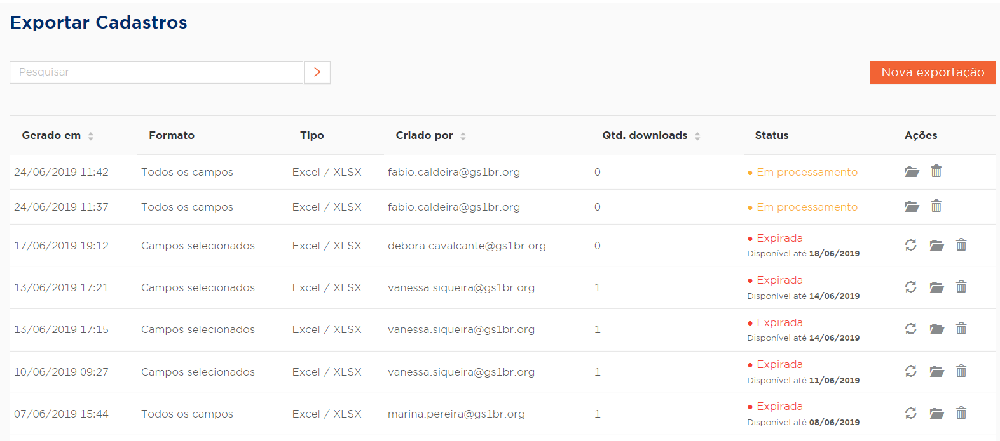 Exportar Cadastros
Pesquisar
Nova exportação
Gerado em Formato Tipo Criado por Qtd. downloads Status Ações
24/06/2019 11:42 Todos os campos Excel / XLSX fabio.caldeira@gs1br.org 0 Em processamento
24/06/2019 11:37 Todos os campos Excel / XLSX fabio.caldeira@gs1br.org 0 Em processamento
17/06/2019 19:12 Campos selecionados Excel / XLSX debora.cavalcante@gs1br.org 0 Expirada
Disponível até 18/06/2019
13/06/2019 17:21 Campos selecionados Excel / XLSX vanessa.siqueira@gs1br.org 1 Expirada
Disponível até 14/06/2019
13/06/2019 17:15 Campos selecionados Excel / XLSX vanessa.siqueira@gs1br.org 1 Expirada
Disponível até 14/06/2019
10/06/2019 09:27 Campos selecionados Excel / XLSX vanessa.siqueira@gs1br.org 1 Expirada
Disponível até 11/06/2019
07/06/2019 15:44 Todos os campos Excel / XLSX marina.pereira@gs1br.org 1 Expirada
Disponível até 08/06/2019